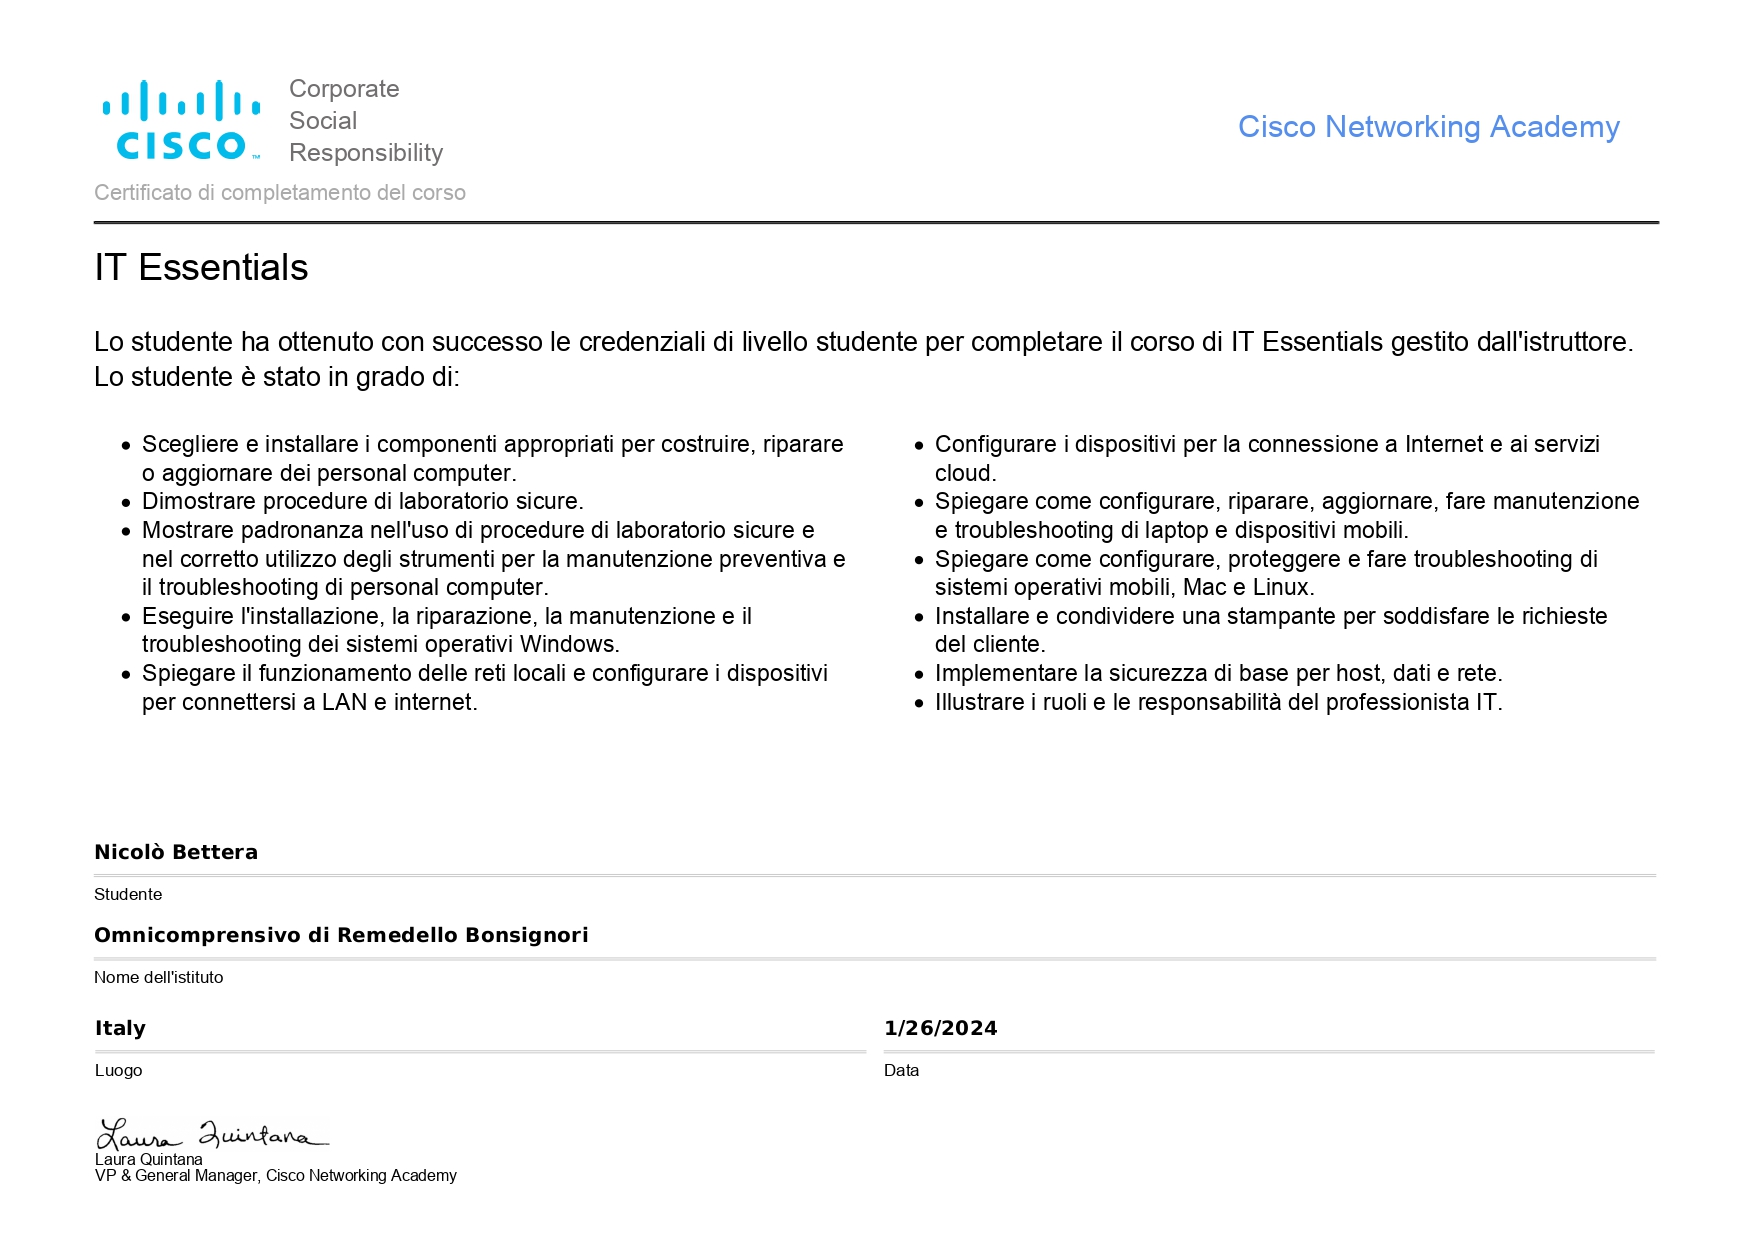 Corporate
Social
Responsibility
CISCO™
Cisco Networking Academy
Certificato di completamento del corso
IT Essentials
Lo studente ha ottenuto con successo le credenziali di livello studente per completare il corso di IT Essentials gestito dall'istruttore.
Lo studente è stato in grado di:
• Scegliere e installare i componenti appropriati per costruire, riparare
o aggiornare dei personal computer.
• Dimostrare procedure di laboratorio sicure.
• Mostrare padronanza nell'uso di procedure di laboratorio sicure e
nel corretto utilizzo degli strumenti per la manutenzione preventiva e
il troubleshooting di personal computer.
• Eseguire l'installazione, la riparazione, la manutenzione e il
troubleshooting dei sistemi operativi Windows.
• Spiegare il funzionamento delle reti locali e configurare i dispositivi
per connettersi a LAN e internet.
• Configurare i dispositivi per la connessione a Internet e ai servizi
cloud.
• Spiegare come configurare, riparare, aggiornare, fare manutenzione
e troubleshooting di laptop e dispositivi mobili.
• Spiegare come configurare, proteggere e fare troubleshooting di
sistemi operativi mobili, Mac e Linux.
• Installare e condividere una stampante per soddisfare le richieste
del cliente.
• Implementare la sicurezza di base per host, dati e rete.
• Illustrare i ruoli e le responsabilità del professionista IT.
Nicolò Bettera
Studente
Omnicomprensivo di Remedello Bonsignori
Nome dell'istituto
Italy
Luogo
1/26/2024
Data
Laura Quintana
Laura Quintana
VP & General Manager, Cisco Networking Academy